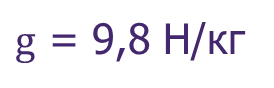 g = 9,8 Н/кг